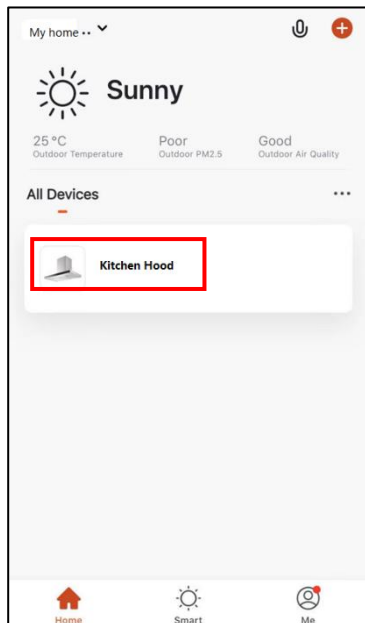 My home ..
Sunny
25 °C Poor Good
Outdoor Temperature Outdoor PM2.5 Outdoor Air Quality
All Devices
Kitchen Hood
Home Smart Me